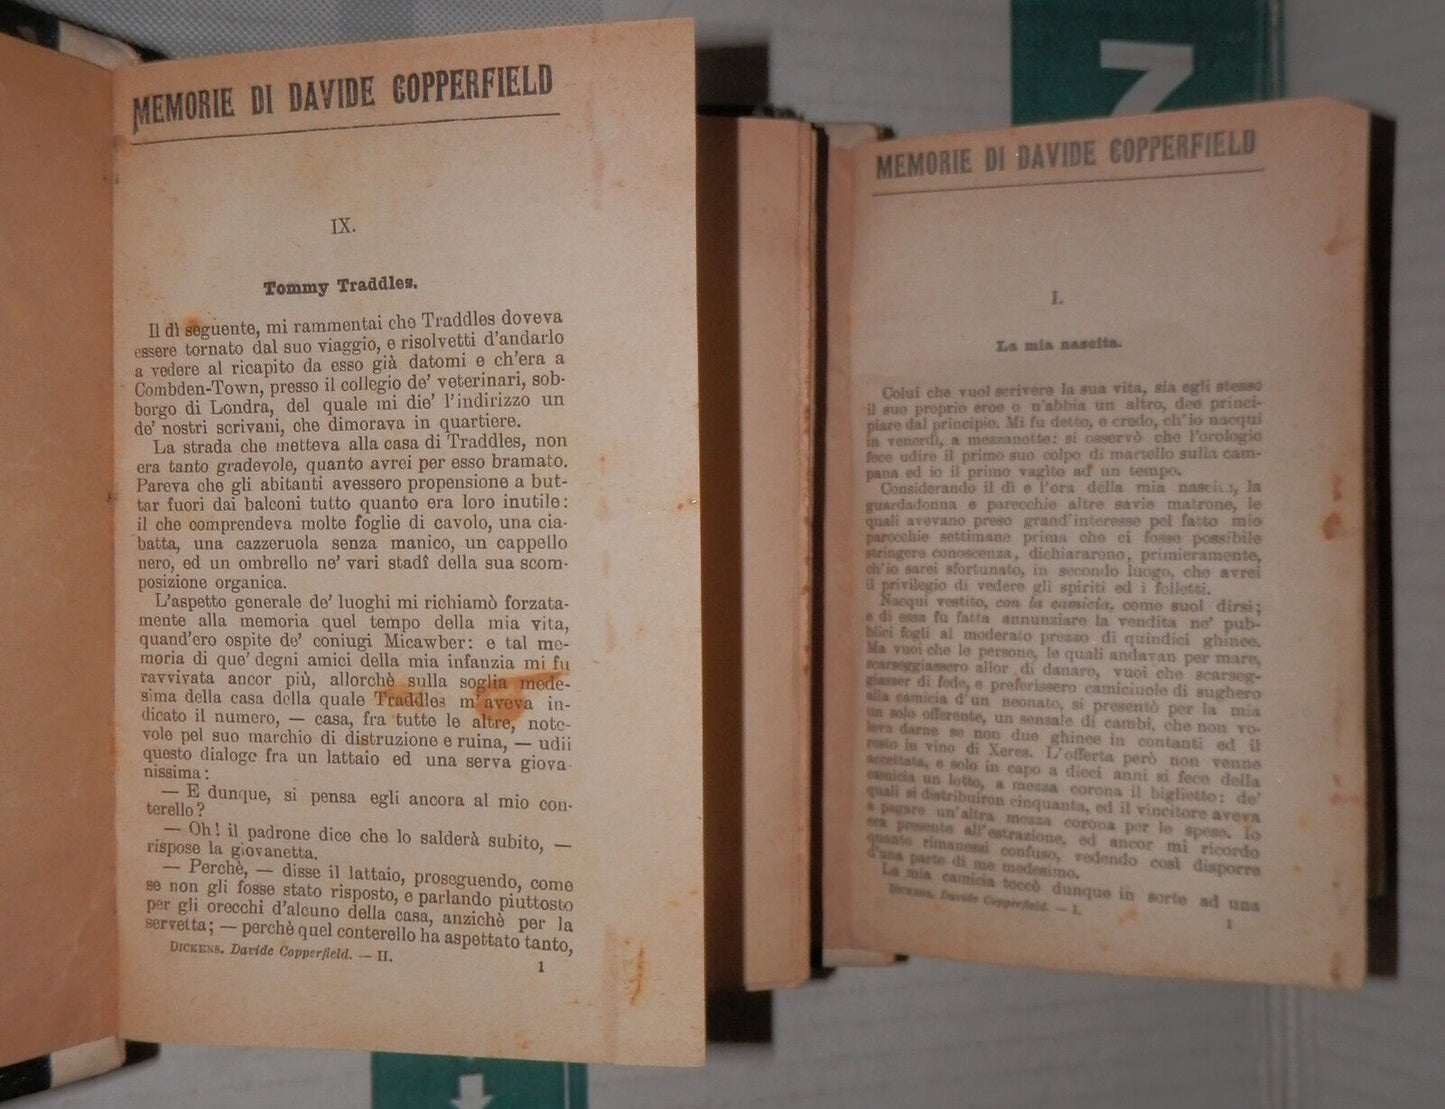 MEMORIE DI DAVIDE COPPERFIELD
IX.
Tommy Traddles.
Il dì seguente, mi rammentai che Traddles doveva
essere tornato dal suo viaggio, e risolvetti d'andarlo
a vedere al ricapito da esso già datomi e ch'era a
Combden-Town, presso il collegio de' veterinari, sob-
borgo di Londra, del quale mi die' l'indirizzo un
de' nostri scrivani, che dimorava in quartiere.
La strada che metteva alla casa di Traddles, non
era tanto gradevole, quanto avrei per esso bramato.
Pareva che gli abitanti avessero propensione a but-
tar fuori dai balconi tutto quanto era loro inutile:
il che comprendeva molte foglie di cavolo, una cia-
batta, una cazzeruola senza manico, un cappello
nero, ed un ombrello ne' vari stadî della sua scom-
posizione organica.
L'aspetto generale de' luoghi mi richiamò forzata-
mente alla memoria quel tempo della mia vita,
quand'ero ospite de' coniugi Micawber: e tal me-
moria di que' degni amici della mia infanzia mi fu
ravvivata ancor più, allorchè sulla soglia mede-
sima della casa della quale Traddles m'aveva in-
dicato il numero, — casa, fra tutte le altre, note-
vole pel suo marchio di distruzione e ruina, — udii
questo dialogo fra un lattaio ed una serva giova-
nissima:
— E dunque, si pensa egli ancora al mio con-
terello?
— Oh! il padrone dice che lo salderà subito, —
rispose la giovanetta.
— Perchè, — disse il lattaio, proseguendo, come
se non gli fosse stato risposto, e parlando piuttosto
per gli orecchi d'alcuno della casa, anzichè per la
servetta; — perchè quel conterello ha aspettato tanto,
DICKENS. Davide Copperfield. — II.
1
7
MEMORIE DI DAVIDE COPPERFIELD
I.
La mia nascita.
Colui che vuol scrivere la sua vita, sia egli stesso
il suo proprio eroe o n'abbia un altro, dee princi-
piare dal principio. Mi fu detto, e credo, ch'io nacqui
in venerdì, a mezzanotte: si osservò che l'orologio
fece udire il primo suo colpo di martello sulla cam-
pana ed io il primo vagìto ad un tempo.
Considerando il dì e l'ora della mia nascita, la
guardadonna e parecchie altre savie matrone, le
quali avevano preso grand'interesse pel fatto mio
parecchie settimane prima che ci fosse possibile
stringere conoscenza, dichiararono, primieramente,
ch'io sarei sfortunato, in secondo luogo, che avrei
il privilegio di vedere gli spiriti ed i folletti.
Nacqui vestito, con la camicia, come suol dirsi;
e di essa fu fatta annunziare la vendita ne' pub-
blici fogli al moderato prezzo di quindici ghinee.
Ma vuoi che le persone, le quali andavan per mare,
scarseggiassero allor di danaro, vuoi che scarseg-
giasser di fede, e preferissero camiciuole di sughero
alla camicia d'un neonato, si presentò per la mia
un solo offerente, un sensale di cambi, che non vo-
leva darne se non due ghinee in contanti ed il
resto in vino di Xeres. L'offerta però non venne
accettata, e solo in capo a dieci anni si fece della
camicia un lotto, a mezza corona il biglietto: de'
quali si distribuiron cinquanta, ed il vincitore aveva
a pagare un'altra mezza corona per le spese. Io
era presente all'estrazione, ed ancor mi ricordo
quanto rimanessi confuso, vedendo così disporre
d'una parte di me medesimo.
La mia camicia toccò dunque in sorte ad una
DICKENS. Davide Copperfield. — I.
1